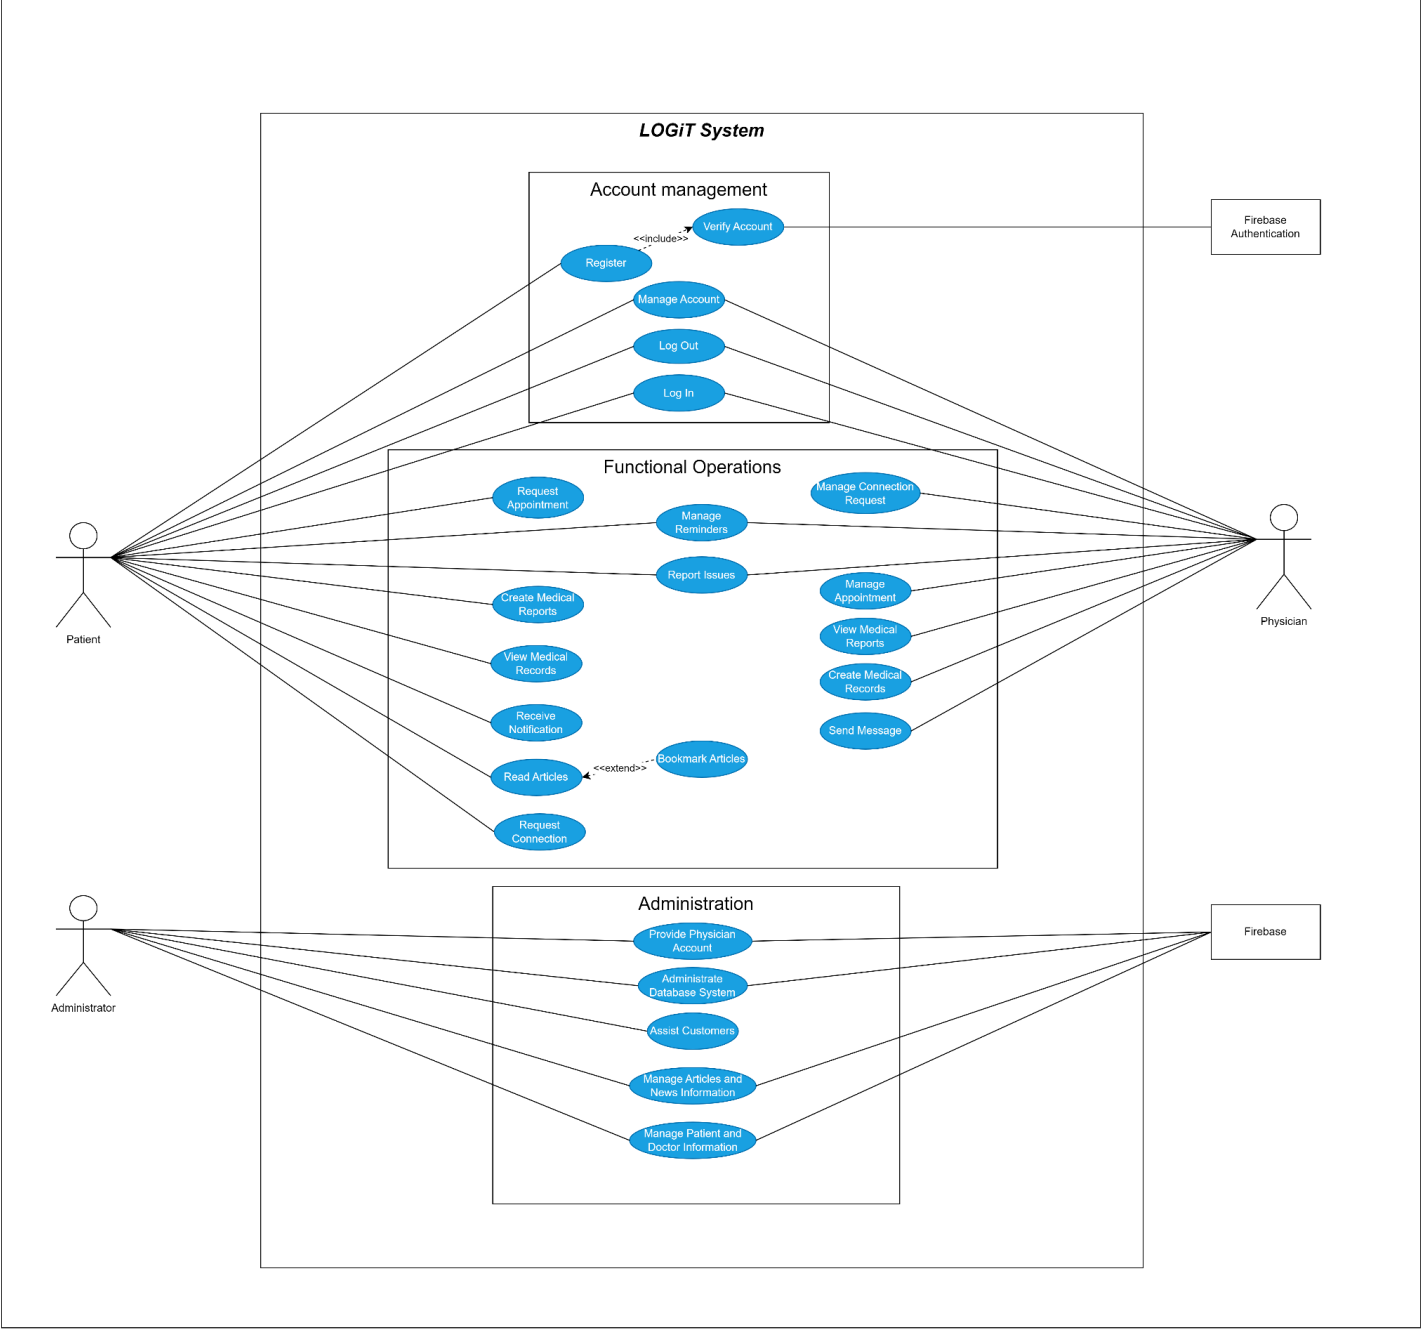 LOGiT System
Account management
Verify Account
<<include>>
Register
Manage Account
Log Out
Log In
Firebase
Authentication
Functional Operations
Request
Appointment
Manage Connection
Request
Manage
Reminders
Report Issues
Create Medical
Reports
Manage
Appointment
View Medical
Records
View Medical
Reports
Create Medical
Records
Receive
Notification
Send Message
Read Articles
<<extend>>
Bookmark Articles
Request
Connection
Patient
Physician
Administration
Provide Physician
Account
Administrate
Database System
Assist Customers
Manage Articles and
News Information
Manage Patient and
Doctor Information
Administrator
Firebase